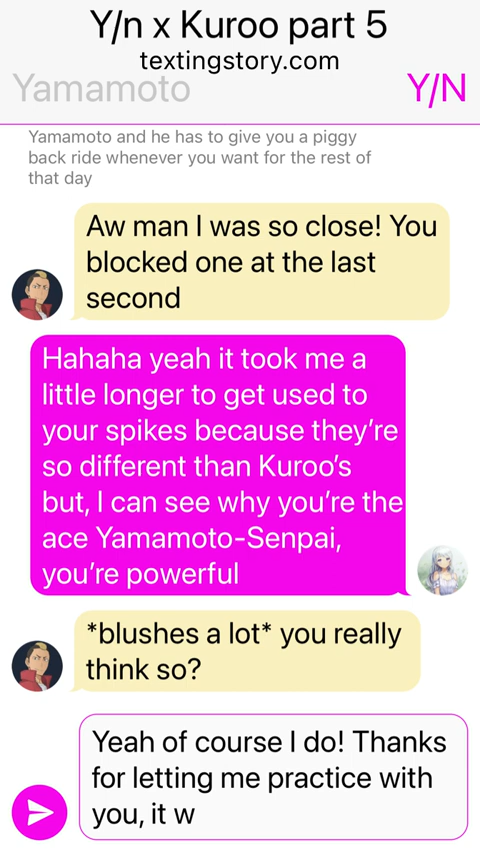 Y/n x Kuroo part 5
textingstory.com
Yamamoto
Y/N
Yamamoto and he has to give you a piggy
back ride whenever you want for the rest of
that day
Aw man I was so close! You
blocked one at the last
second
Hahaha yeah it took me a
little longer to get used to
your spikes because they’re
so different than Kuroo’s
but, I can see why you’re the
ace Yamamoto-Senpai,
you’re powerful
*blushes a lot* you really
think so?
Yeah of course I do! Thanks
for letting me practice with
you, it w